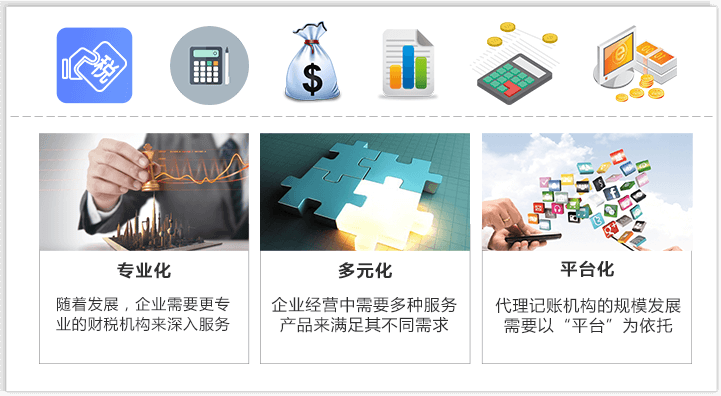 税
$
e
专业化
随着发展，企业需要更专
业的财税机构来深入服务
多元化
企业经营中需要多种服务
产品来满足其不同需求
平台化
代理记账机构的规模发展
需要以“平台”为依托